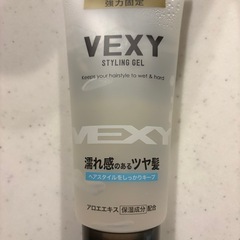 強力固定
VEXY
STYLING GEL
Keeps your hairstyle to wet & hard
VEXY
濡れ感のあるツヤ髪
ヘアスタイルをしっかりキープ
アロエエキス 保湿成分 配合